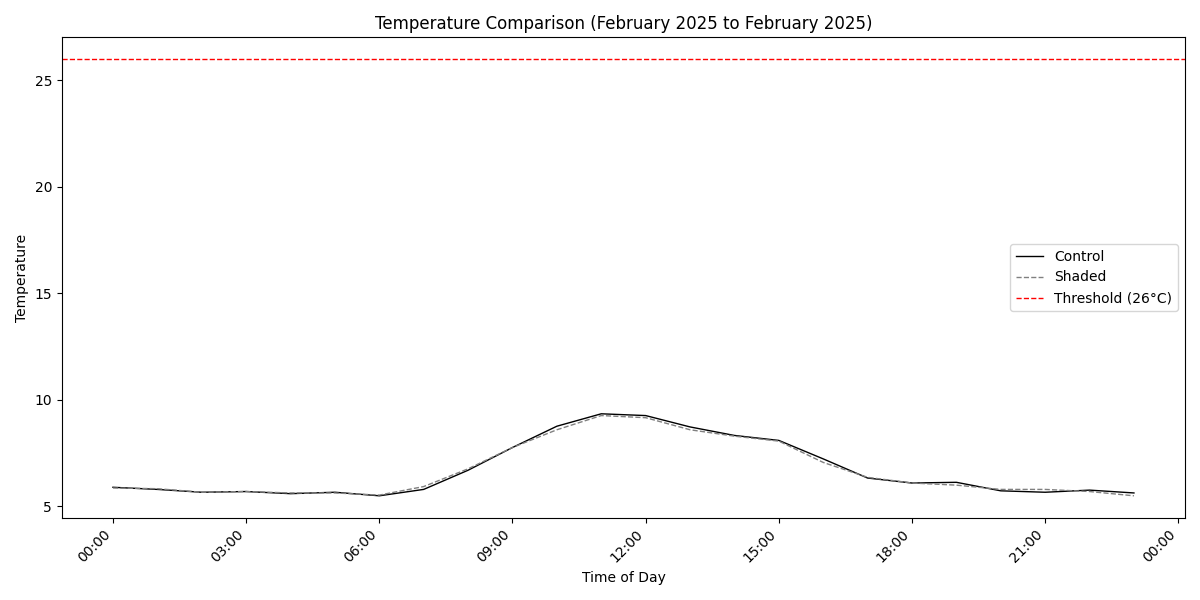 Temperature Comparison (February 2025 to February 2025)
25
20
15
10
5
Temperature
Control
Shaded
Threshold (26°C)
00:00
03:00
06:00
09:00
12:00
15:00
18:00
21:00
00:00
Time of Day